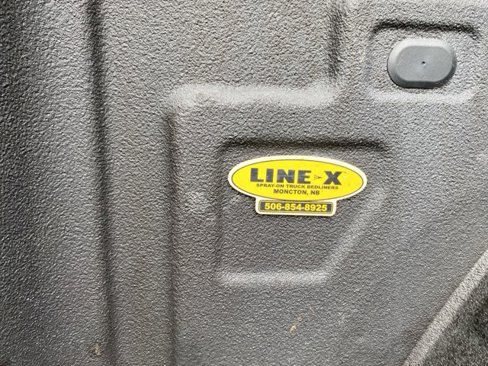 LINE-X
SPRAY-ON TRUCK BEDLINERS
MONCTON, NB
506-854-8925